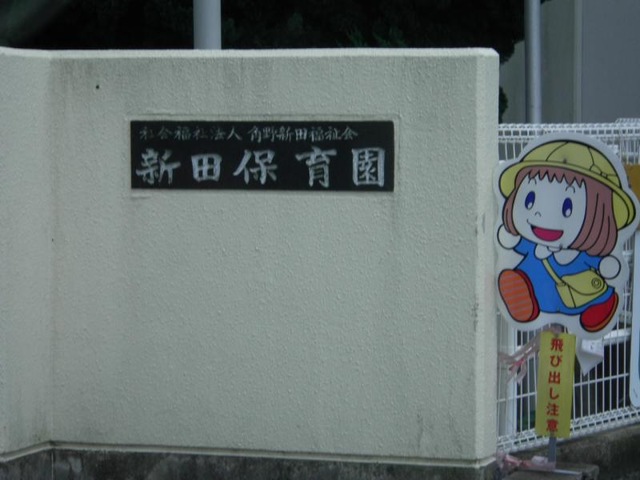 社会福祉法人 角野新田福祉会
新田保育園
飛び出し注意